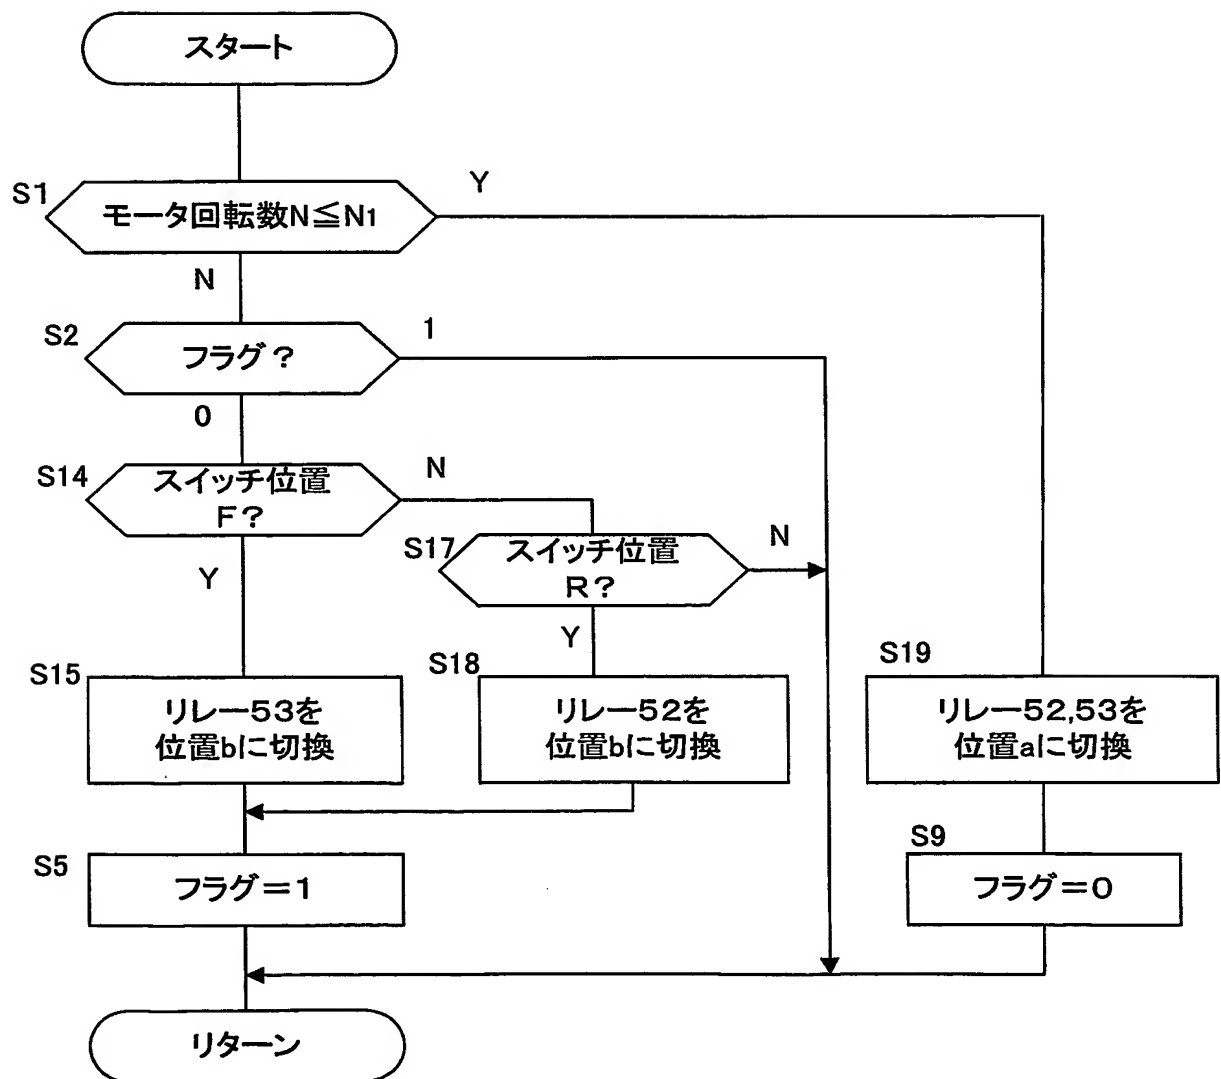 スタート
S1
モータ回転数N≦N1
Y
N
S2
フラグ?
1
0
S14
スイッチ位置
F?
N
Y
S17
スイッチ位置
R?
N
Y
S15
リレー53を
位置bに切換
S18
リレー52を
位置bに切換
S19
リレー52,53を
位置aに切換
S5
フラグ=1
S9
フラグ=0
リターン